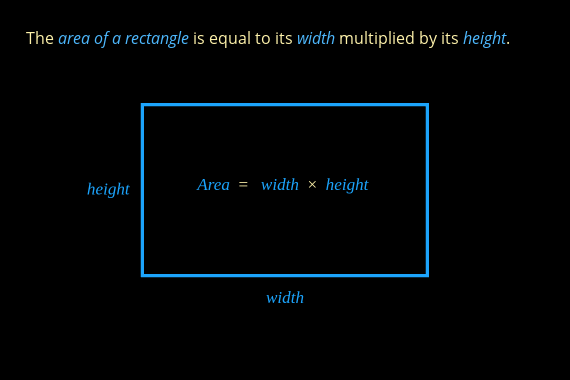 The area of a rectangle is equal to its width multiplied by its height.
height
Area = width × height
width